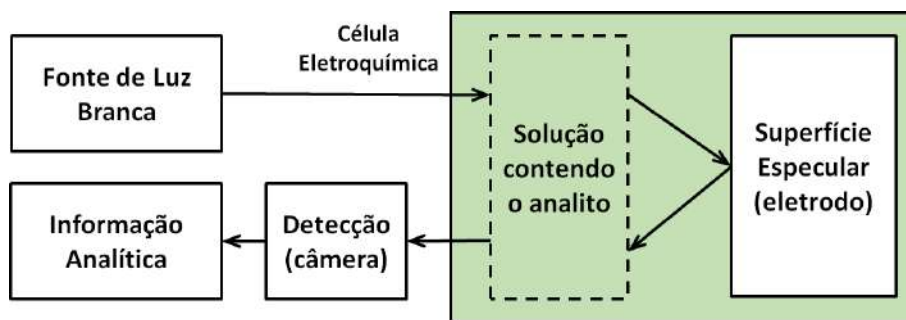 Célula
Eletroquímica
Fonte de Luz
Branca
Solução
contendo
o analito
Superfície
Especular
(eletrodo)
Informação
Analítica
Detecção
(câmera)